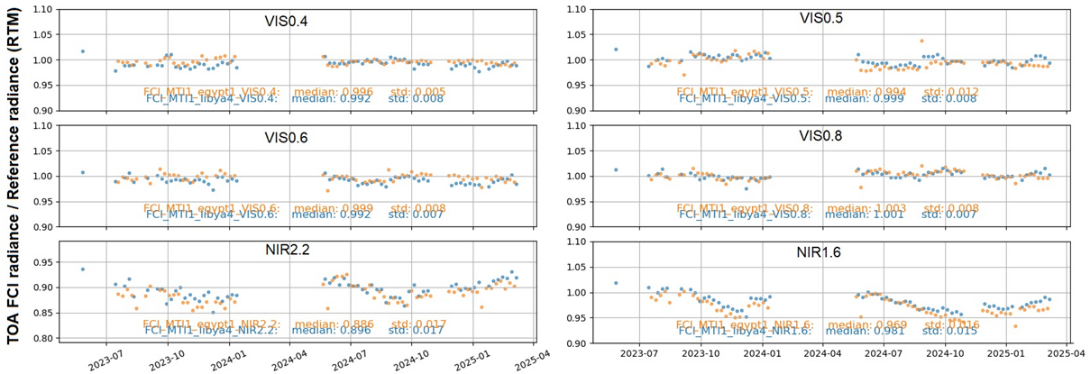 TOA FCI radiance / Reference radiance (RTM)
VIS0.4
1.10
1.05
1.00
0.95
0.90
FCI_MTI1_egypt1_VIS0.4: median: 0.996 std: 0.005
FCI_MTI1_libya4_VIS0.4: median: 0.992 std: 0.008
VIS0.5
1.10
1.05
1.00
0.95
0.90
FCI_MTI1_egypt1_VIS0.5: median: 0.994 std: 0.012
FCI_MTI1_libya4_VIS0.5: median: 0.999 std: 0.008
VIS0.6
1.10
1.05
1.00
0.95
0.90
FCI_MTI1_egypt1_VIS0.6: median: 0.999 std: 0.008
FCI_MTI1_libya4_VIS0.6: median: 0.992 std: 0.007
VIS0.8
1.10
1.05
1.00
0.95
0.90
FCI_MTI1_egypt1_VIS0.8: median: 1.003 std: 0.008
FCI_MTI1_libya4_VIS0.8: median: 1.001 std: 0.007
NIR2.2
0.95
0.90
0.85
0.80
FCI_MTI1_egypt1_NIR2.2: median: 0.886 std: 0.017
FCI_MTI1_libya4_NIR2.2: median: 0.896 std: 0.017
2023-07 2023-10 2024-01 2024-04 2024-07 2024-10 2025-01 2025-04
NIR1.6
1.10
1.05
1.00
0.95
0.90
FCI_MTI1_egypt1_NIR1.6: median: 0.969 std: 0.016
FCI_MTI1_libya4_NIR1.6: median: 0.981 std: 0.015
2023-07 2023-10 2024-01 2024-04 2024-07 2024-10 2025-01 2025-04